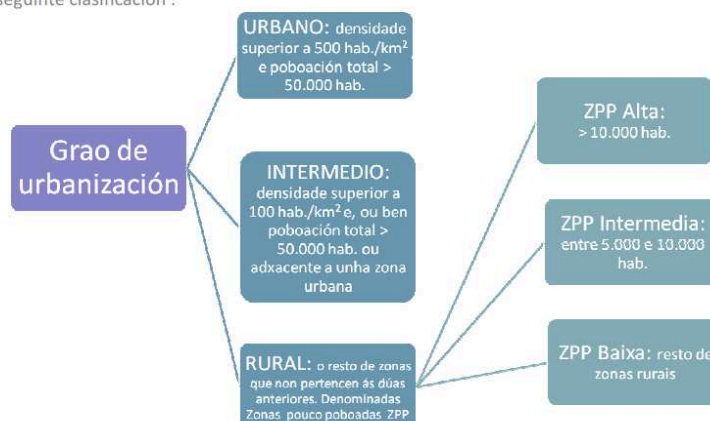 seguinte clasificación :
Grao de
urbanización
URBANO: densidade
superior a 500 hab./km²
e poboación total >
50.000 hab.
INTERMEDIO:
densidade superior a
100 hab./km² e, ou ben
poboación total >
50.000 hab. ou
adxacente a unha zona
urbana
RURAL: o resto de zonas
que non pertencen ás dúas
anteriores. Denominadas
Zonas pouco poboadas ZPP
ZPP Alta:
> 10.000 hab.
ZPP Intermedia:
entre 5.000 e 10.000
hab.
ZPP Baixa: resto de
zonas rurais